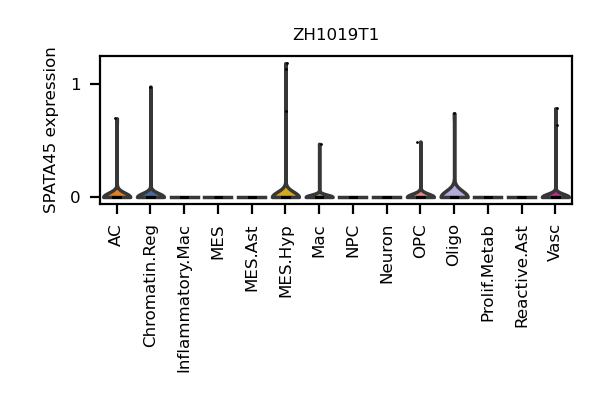 ZH1019T1
SPATA45 expression
1
0
AC
Chromatin.Reg
Inflammatory.Mac
MES
MES.Ast
MES.Hyp
Mac
NPC
Neuron
OPC
Oligo
Prolif.Metab
Reactive.Ast
Vasc